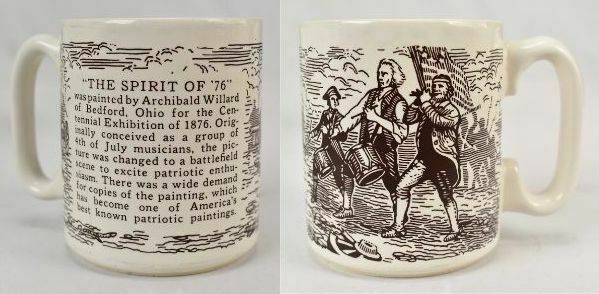 "THE SPIRIT OF '76"
was painted by Archibald Willard
of Bedford, Ohio for the Cen-
tennial Exhibition of 1876. Orig-
inally conceived as a group of
4th of July musicians, the pic-
ture was changed to a battlefield
scene to excite patriotic enthu-
siasm. There was a wide demand
for copies of the painting, which
has become one of America's
best known patriotic paintings.